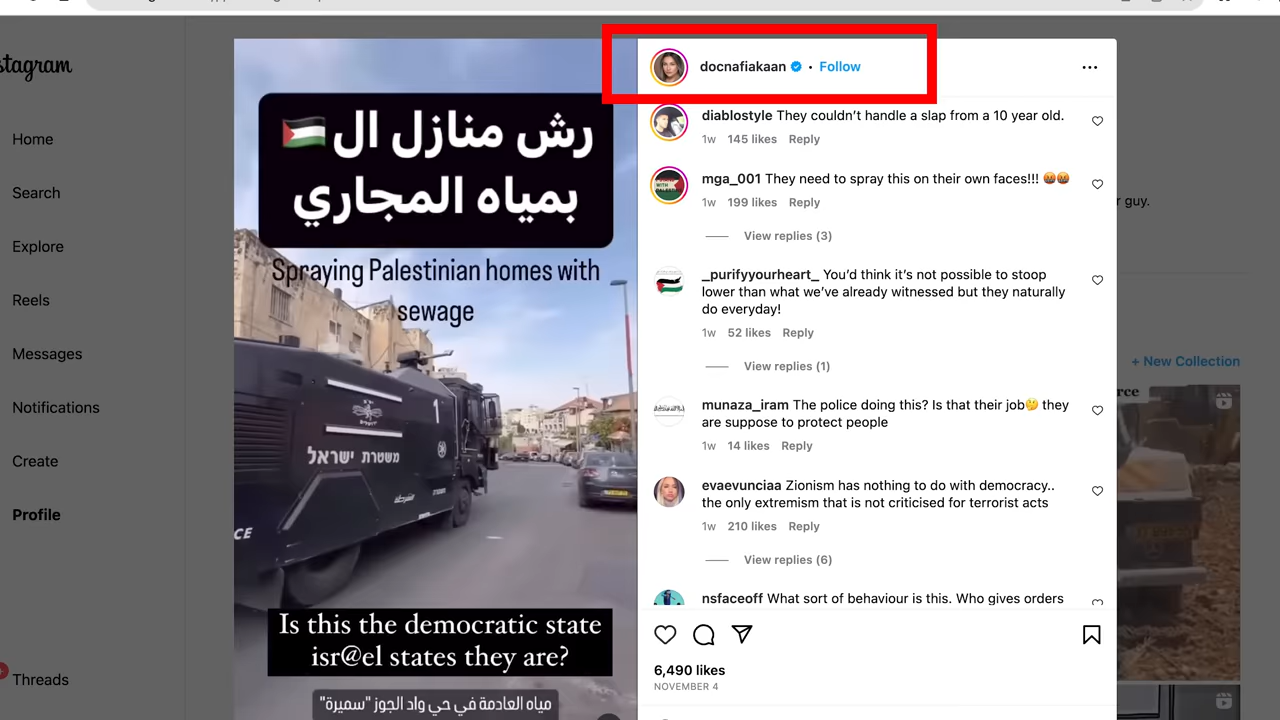 stagram
Home
Search
Explore
Reels
Messages
Notifications
Create
Profile
Threads
رش منازل ال🇵🇸
بمياه المجاري
Spraying Palestinian homes with
sewage
1
משטרת ישראל
CE
Is this the democratic state
isr@el states they are?
مياه العادمة في حي واد الجوز "سميرة"
docnafiakaan • Follow
diablostyle They couldn’t handle a slap from a 10 year old.
1w 145 likes Reply
mga_001 They need to spray this on their own faces!!! 🤬🤬
1w 199 likes Reply
View replies (3)
_purifyyourheart_ You’d think it’s not possible to stoop
lower than what we’ve already witnessed but they naturally
do everyday!
1w 52 likes Reply
View replies (1)
munaza_iram The police doing this? Is that their job🤔 they
are suppose to protect people
1w 14 likes Reply
evaevunciaa Zionism has nothing to do with democracy..
the only extremism that is not criticised for terrorist acts
1w 210 likes Reply
View replies (6)
nsfaceoff What sort of behaviour is this. Who gives orders
6,490 likes
NOVEMBER 4
r guy.
+ New Collection
rce